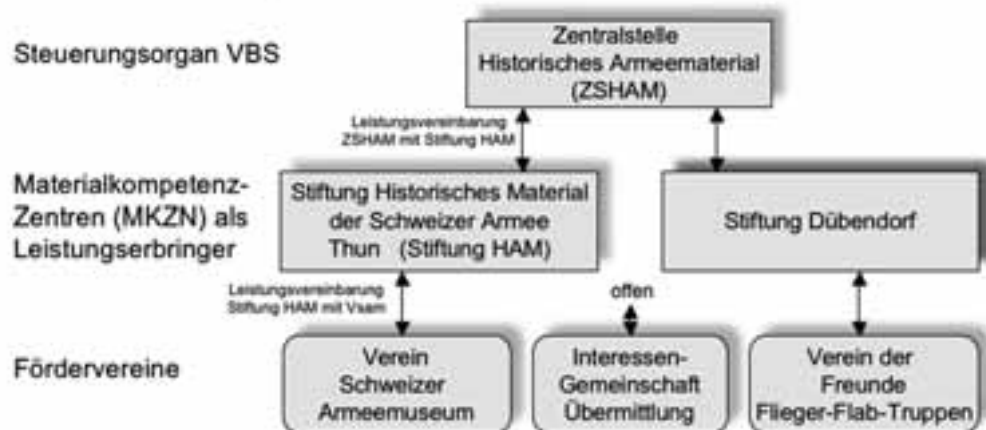 Steuerungsorgan VBS
Zentralstelle
Historisches Armeematerial
(ZSHAM)
Leistungsvereinbarung
ZSHAM mit Stiftung HAM
Materialkompetenz-
Zentren (MKZN) als
Leistungserbringer
Stiftung Historisches Material
der Schweizer Armee
Thun (Stiftung HAM)
Stiftung Dübendorf
Leistungsvereinbarung
Stiftung HAM mit Vsam
offen
Fördervereine
Verein
Schweizer
Armeemuseum
Interessen-
Gemeinschaft
Übermittlung
Verein der
Freunde
Flieger-Flab-Truppen